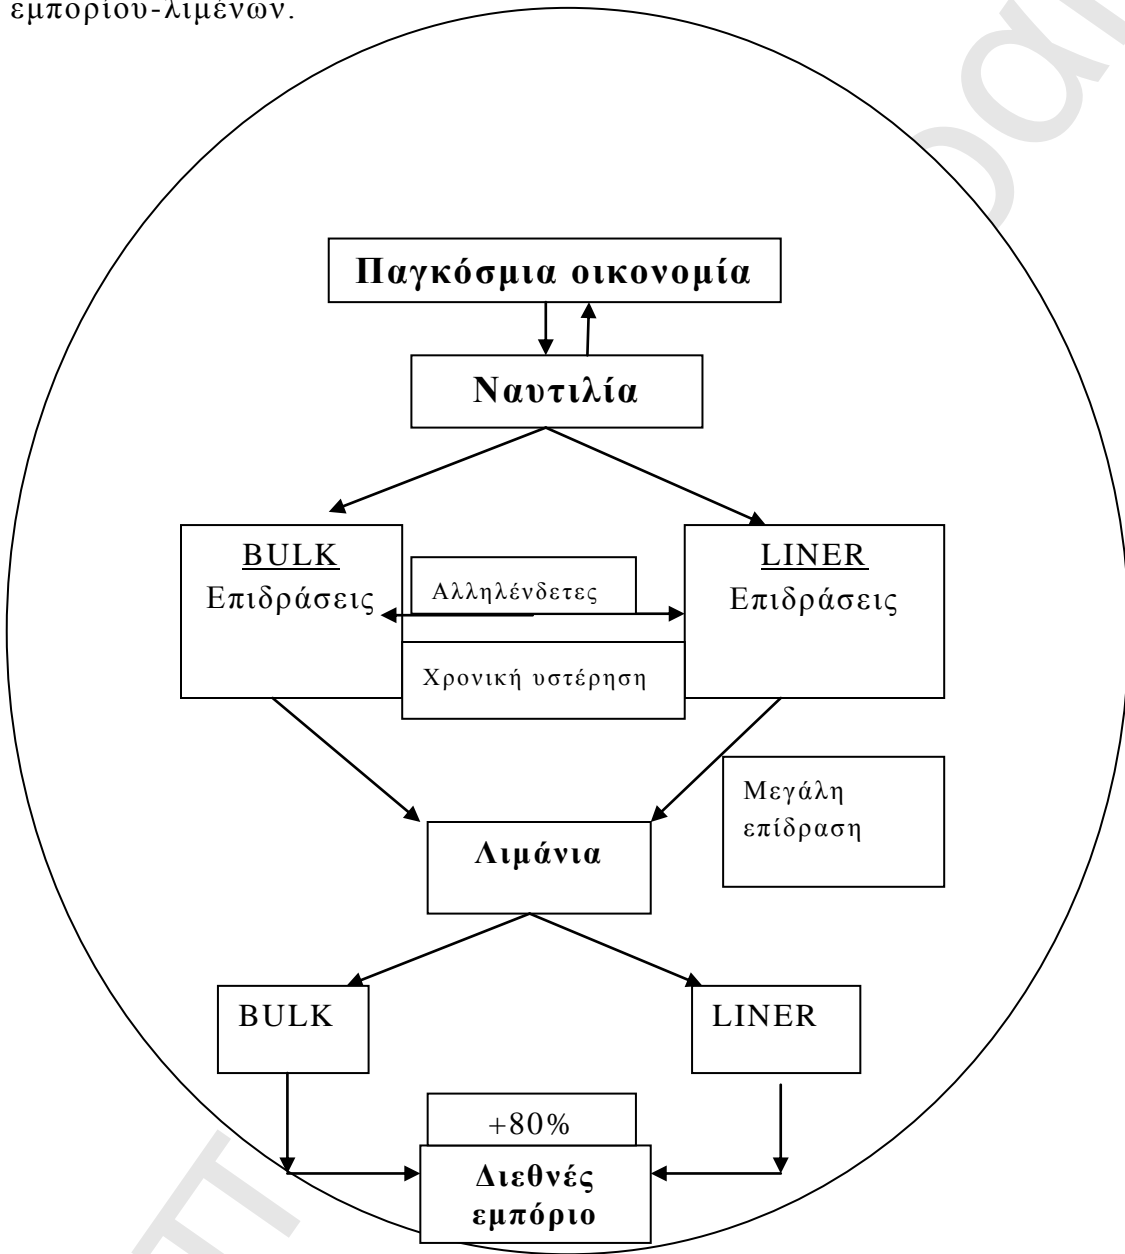 εμπορίου-λιμένων.
Παγκόσμια οικονομία
Ναυτιλία
BULK
Επιδράσεις
Αλληλένδετες
Χρονική υστέρηση
LINER
Επιδράσεις
Μεγάλη
επίδραση
Λιμάνια
BULK
LINER
+80%
Διεθνές
εμπόριο